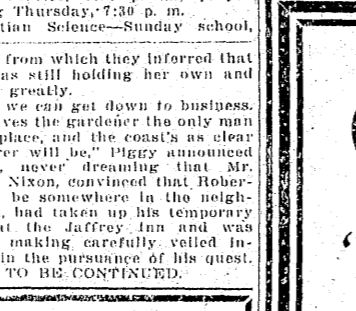 Thursday, 7:30 p. m.
tian Science—Sunday school,
from which they inferred that
as still holding her own and
greatly.
we can get down to business.
ves the gardener the only man
place, and the coast's as clear
er will be," Piggy announced
, never dreaming that Mr.
Nixon, convinced that Rober-
be somewhere in the neigh-
, had taken up his temporary
at the Jaffrey Inn and was
making carefully veiled in-
in the pursuance of his quest.
TO BE CONTINUED.